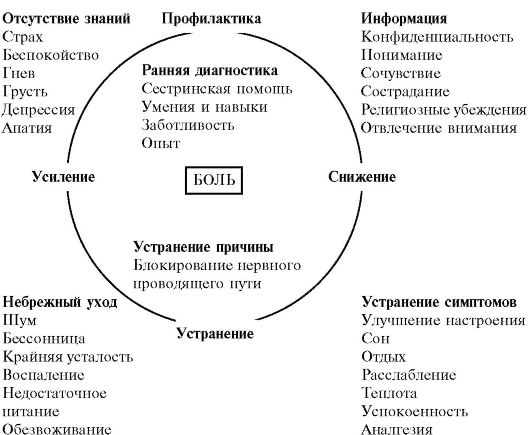 Отсутствие знаний
Страх
Беспокойство
Гнев
Грусть
Депрессия
Апатия
Профилактика
Информация
Конфиденциальность
Понимание
Сочувствие
Сострадание
Религиозные убеждения
Отвлечение внимания
Ранняя диагностика
Сестринская помощь
Умения и навыки
Заботливость
Опыт
Усиление
БОЛЬ
Снижение
Устранение причины
Блокирование нервного
проводящего пути
Устранение
Небрежный уход
Шум
Бессонница
Крайняя усталость
Воспаление
Недостаточное
питание
Обезвоживание
Устранение симптомов
Улучшение настроения
Сон
Отдых
Расслабление
Теплота
Успокоенность
Аналгезия